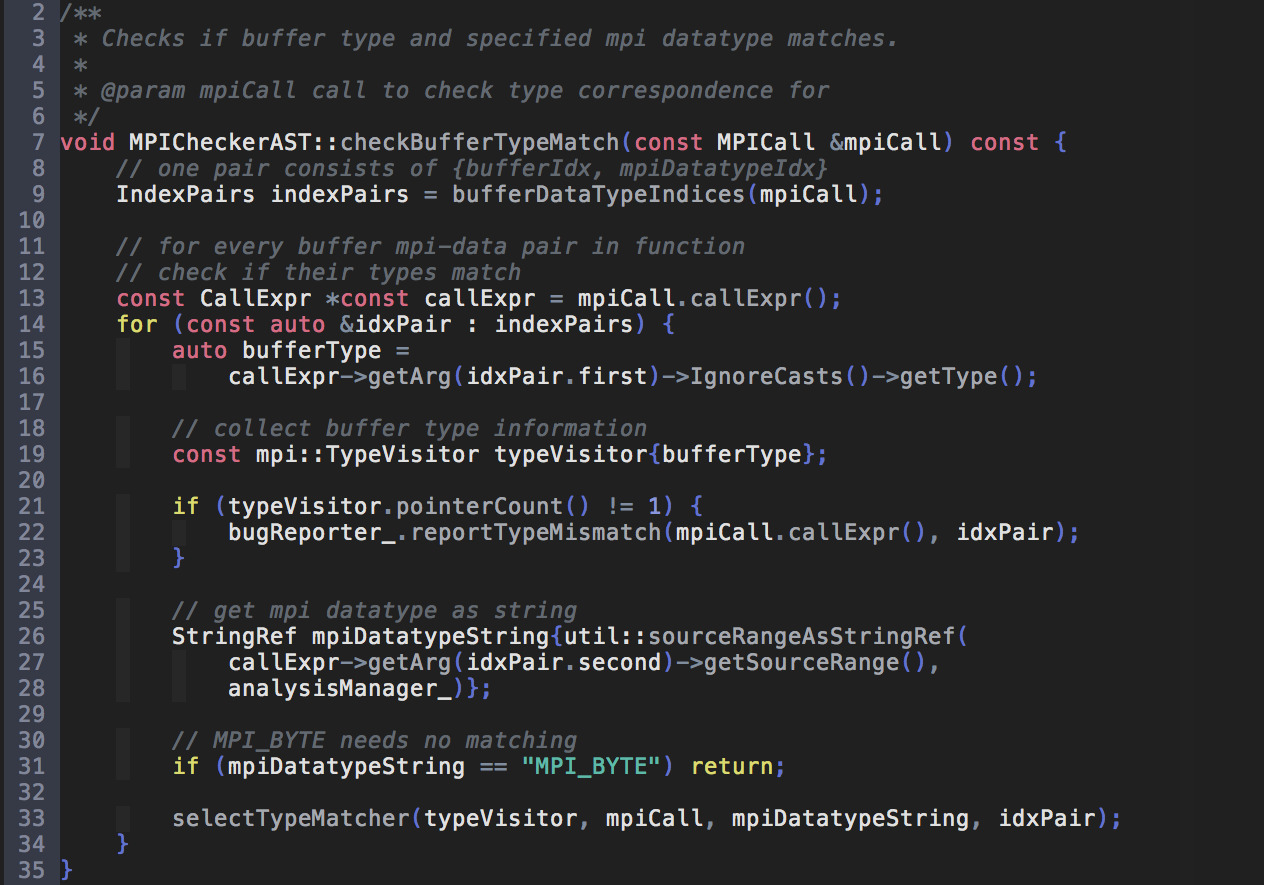 2 /**
3  * Checks if buffer type and specified mpi datatype matches.
4  *
5  * @param mpiCall call to check type correspondence for
6  */
7 void MPICheckerAST::checkBufferTypeMatch(const MPICall &mpiCall) const {
8     // one pair consists of {bufferIdx, mpiDatatypeIdx}
9     IndexPairs indexPairs = bufferDataTypeIndices(mpiCall);
10
11     // for every buffer mpi-data pair in function
12     // check if their types match
13     const CallExpr *const callExpr = mpiCall.callExpr();
14     for (const auto &idxPair : indexPairs) {
15         auto bufferType =
16             callExpr->getArg(idxPair.first)->IgnoreCasts()->getType();
17
18         // collect buffer type information
19         const mpi::TypeVisitor typeVisitor{bufferType};
20
21         if (typeVisitor.pointerCount() != 1) {
22             bugReporter_.reportTypeMismatch(mpiCall.callExpr(), idxPair);
23         }
24
25         // get mpi datatype as string
26         StringRef mpiDatatypeString{util::sourceRangeAsStringRef(
27             callExpr->getArg(idxPair.second)->getSourceRange(),
28             analysisManager_)};
29
30         // MPI_BYTE needs no matching
31         if (mpiDatatypeString == "MPI_BYTE") return;
32
33         selectTypeMatcher(typeVisitor, mpiCall, mpiDatatypeString, idxPair);
34     }
35 }